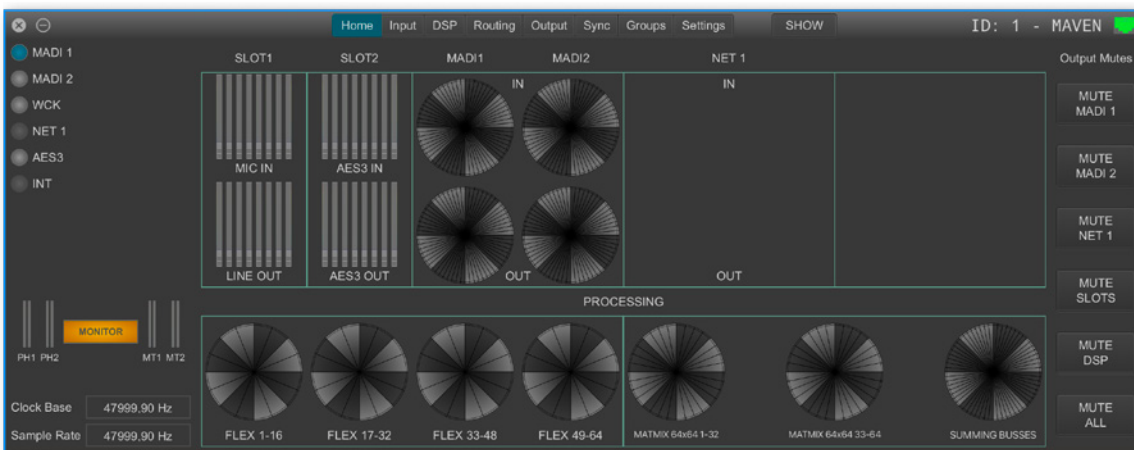 Home Input DSP Routing Output Sync Groups Settings SHOW ID: 1 - MAVEN
MADI 1
MADI 2
WCK
NET 1
AES3
INT
SLOT1 SLOT2 MADI1 MADI2 NET 1
IN IN
MIC IN AES3 IN
LINE OUT AES3 OUT OUT OUT
PROCESSING
PH1 PH2 MONITOR MT1 MT2
Clock Base 47999.90 Hz
Sample Rate 47999.90 Hz
FLEX 1-16 FLEX 17-32 FLEX 33-48 FLEX 49-64 MATMIX 64x64 1-32 MATMIX 64x64 33-64 SUMMING BUSSES
Output Mutes
MUTE
MADI 1
MUTE
MADI 2
MUTE
NET 1
MUTE
SLOTS
MUTE
DSP
MUTE
ALL